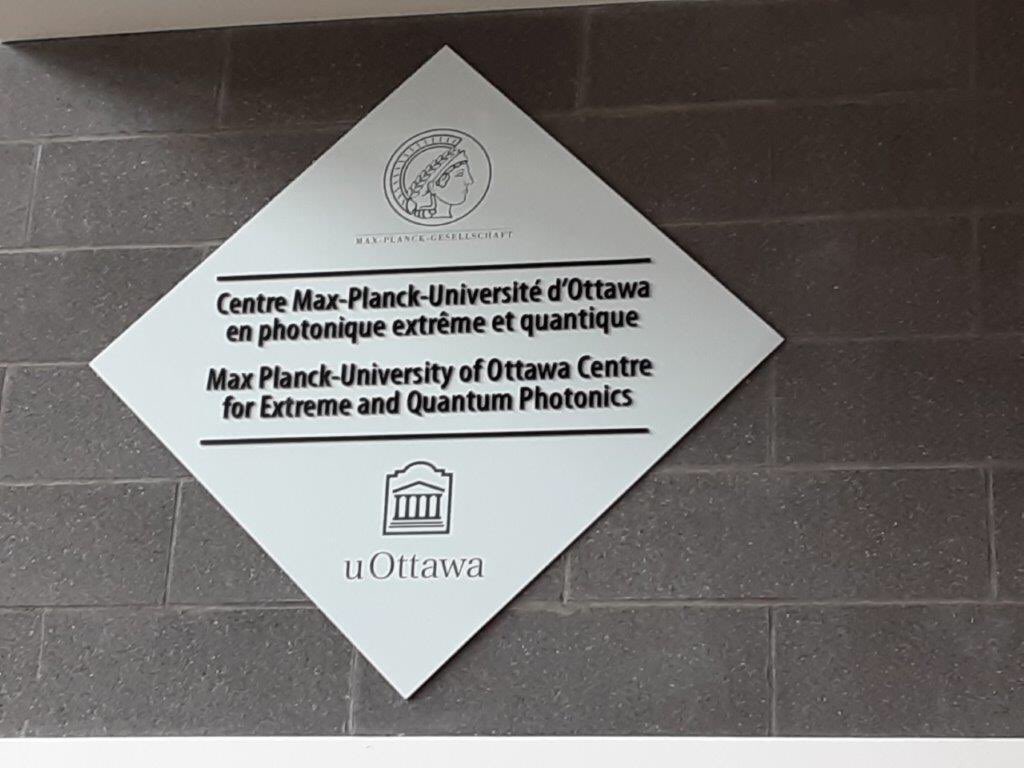 MAX-PLANCK-GESELLSCHAFT
Centre Max-Planck-Université d'Ottawa
en photonique extrême et quantique
Max Planck-University of Ottawa Centre
for Extreme and Quantum Photonics
uOttawa